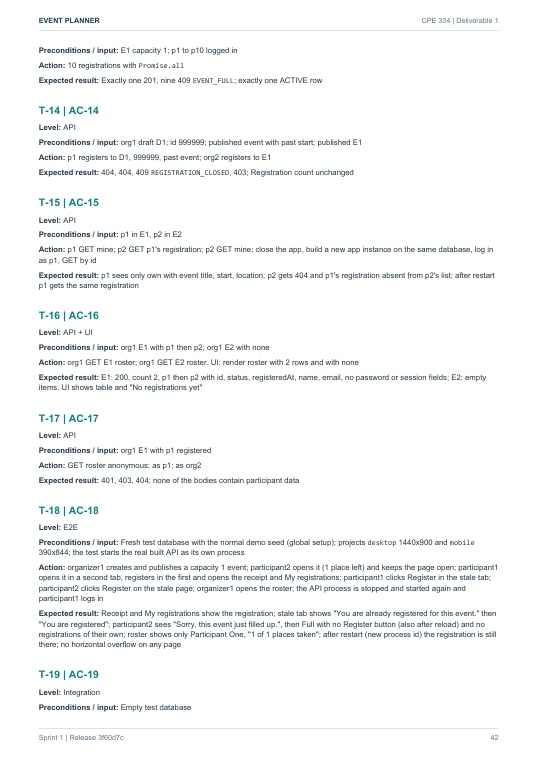 EVENT PLANNER
CPE 334 | Deliverable 1
Preconditions / input: E1 capacity 1; p1 to p10 logged in
Action: 10 registrations with Promise.all
Expected result: Exactly one 201, nine 409 EVENT_FULL; exactly one ACTIVE row
T-14 | AC-14
Level: API
Preconditions / input: org1 draft D1; id 999999; published event with past start; published E1
Action: p1 registers to D1, 999999, past event; org2 registers to E1
Expected result: 404, 404, 409 REGISTRATION_CLOSED, 403; Registration count unchanged
T-15 | AC-15
Level: API
Preconditions / input: p1 in E1, p2 in E2
Action: p1 GET mine; p2 GET p1's registration; p2 GET mine; close the app, build a new app instance on the same database, log in
as p1, GET by id
Expected result: p1 sees only own with event title, start, location; p2 gets 404 and p1's registration absent from p2's list; after restart
p1 gets the same registration
T-16 | AC-16
Level: API + UI
Preconditions / input: org1 E1 with p1 then p2; org1 E2 with none
Action: org1 GET E1 roster; org1 GET E2 roster. UI: render roster with 2 rows and with none
Expected result: E1: 200, count 2, p1 then p2 with id, status, registeredAt, name, email, no password or session fields; E2: empty
items. UI shows table and "No registrations yet"
T-17 | AC-17
Level: API
Preconditions / input: org1 E1 with p1 registered
Action: GET roster anonymous; as p1; as org2
Expected result: 401, 403, 404; none of the bodies contain participant data
T-18 | AC-18
Level: E2E
Preconditions / input: Fresh test database with the normal demo seed (global setup); projects desktop 1440x900 and mobile
390x844; the test starts the real built API as its own process
Action: organizer1 creates and publishes a capacity 1 event; participant2 opens it (1 place left) and keeps the page open; participant1
opens it in a second tab, registers in the first and opens the receipt and My registrations; participant1 clicks Register in the stale tab;
participant2 clicks Register on the stale page; organizer1 opens the roster; the API process is stopped and started again and
participant1 logs in
Expected result: Receipt and My registrations show the registration; stale tab shows "You are already registered for this event." then
"You are registered"; participant2 sees "Sorry, this event just filled up.", then Full with no Register button (also after reload) and no
registrations of their own; roster shows only Participant One, "1 of 1 places taken"; after restart (new process id) the registration is still
there; no horizontal overflow on any page
T-19 | AC-19
Level: Integration
Preconditions / input: Empty test database
Sprint 1 | Release 3f60d7c
42